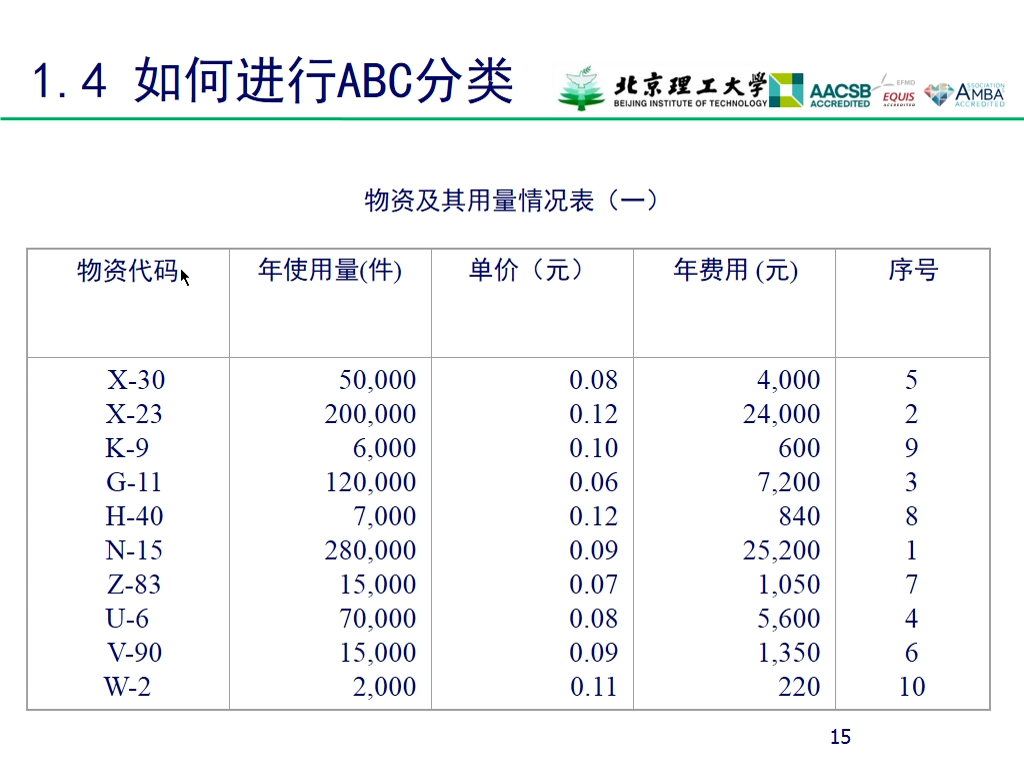 1.4 如何进行ABC分类
北京理工大学
BEIJING INSTITUTE OF TECHNOLOGY
AACSB
ACCREDITED
EFMD
EQUIS
ACCREDITED
ASSOCIATION
AMBA
ACCREDITED
物资及其用量情况表（一）
物资代码 年使用量(件) 单价（元） 年费用 (元) 序号
X-30 50,000 0.08 4,000 5
X-23 200,000 0.12 24,000 2
K-9 6,000 0.10 600 9
G-11 120,000 0.06 7,200 3
H-40 7,000 0.12 840 8
N-15 280,000 0.09 25,200 1
Z-83 15,000 0.07 1,050 7
U-6 70,000 0.08 5,600 4
V-90 15,000 0.09 1,350 6
W-2 2,000 0.11 220 10
15